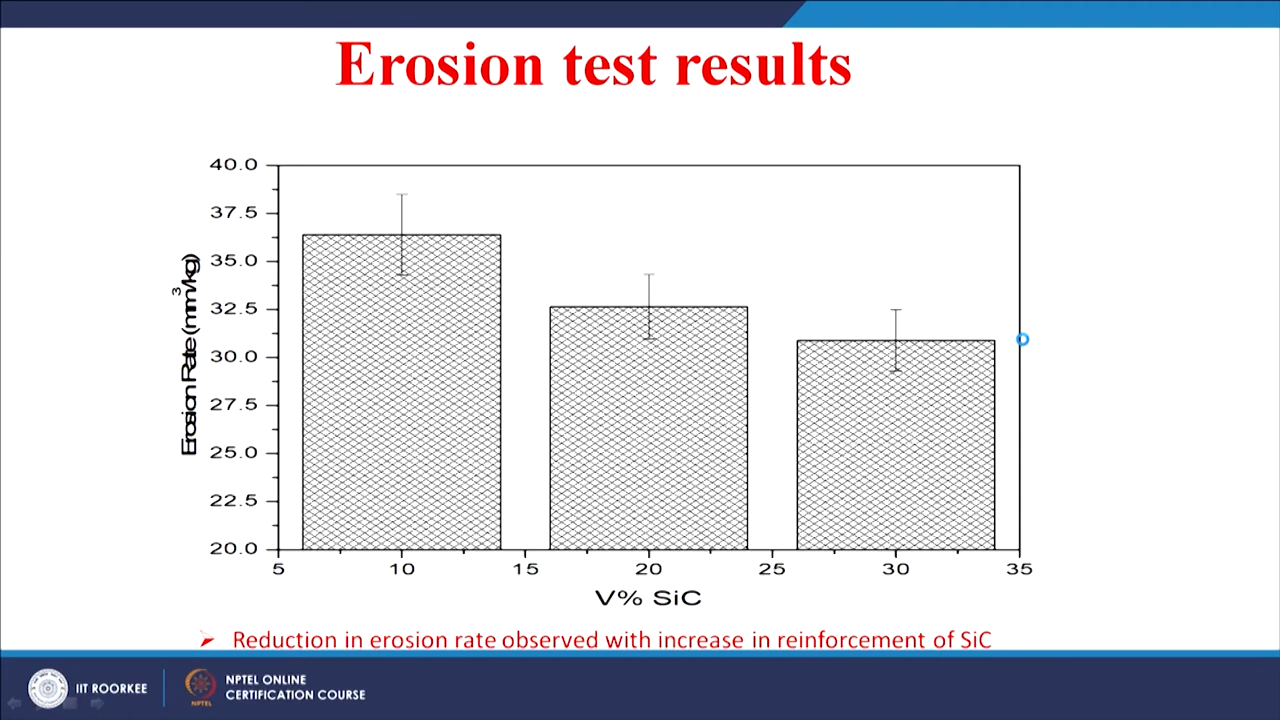 Erosion test results
40.0
37.5
35.0
32.5
30.0
27.5
25.0
22.5
20.0
Erosion Rate (mm³/kg)
5 10 15 20 25 30 35
V% SiC
➢ Reduction in erosion rate observed with increase in reinforcement of SiC
IIT ROORKEE
NPTEL
NPTEL ONLINE
CERTIFICATION COURSE